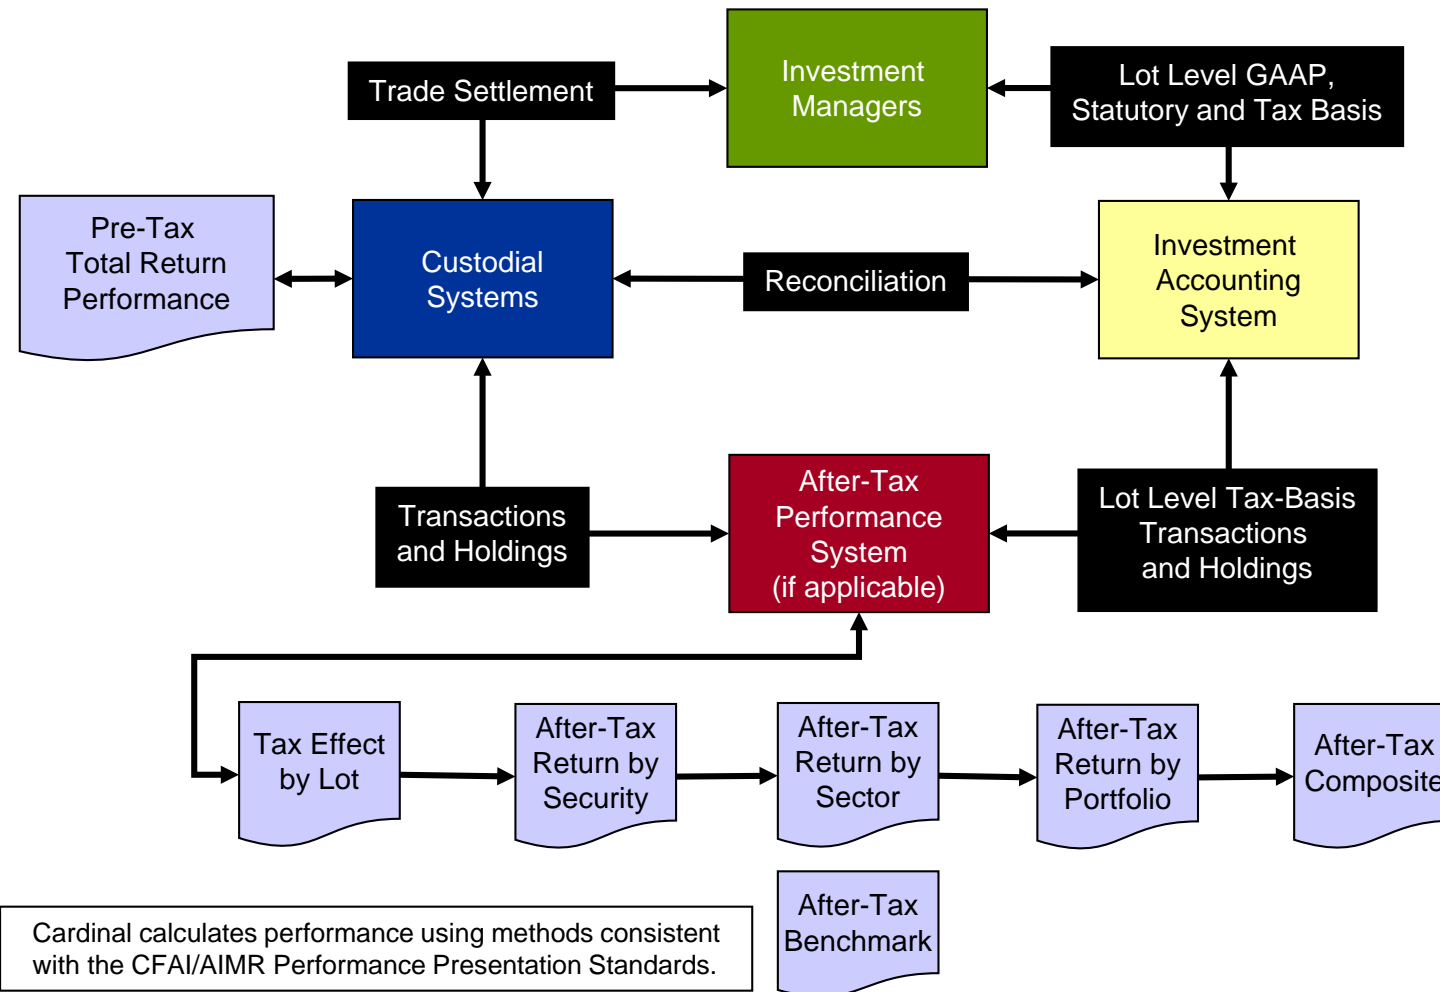 Trade Settlement
Investment
Managers
Lot Level GAAP,
Statutory and Tax Basis
Pre-Tax
Total Return
Performance
Custodial
Systems
Reconciliation
Investment
Accounting
System
Transactions
and Holdings
After-Tax
Performance
System
(if applicable)
Lot Level Tax-Basis
Transactions
and Holdings
Tax Effect
by Lot
After-Tax
Return by
Security
After-Tax
Return by
Sector
After-Tax
Return by
Portfolio
After-Tax
Composite
After-Tax
Benchmark
Cardinal calculates performance using methods consistent
with the CFAI/AIMR Performance Presentation Standards.